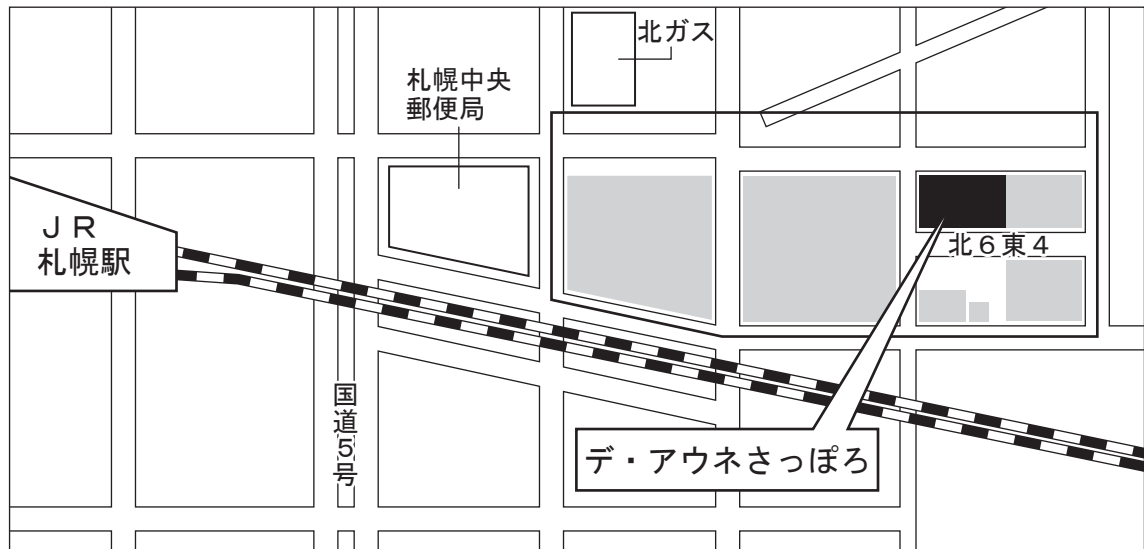 北ガス
札幌中央
郵便局
ＪＲ
札幌駅
北６東４
国道５号
デ・アウネさっぽろ